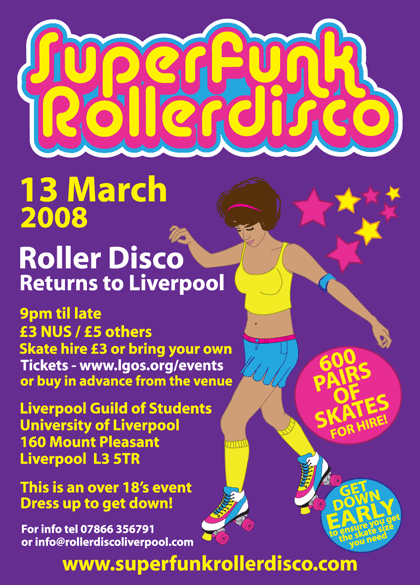 SuperFunk
Rollerdisco
13 March
2008
Roller Disco
Returns to Liverpool
9pm til late
£3 NUS / £5 others
Skate hire £3 or bring your own
Tickets - www.lgos.org/events
or buy in advance from the venue
Liverpool Guild of Students
University of Liverpool
160 Mount Pleasant
Liverpool L3 5TR
This is an over 18's event
Dress up to get down!
For info tel 07866 356791
or info@rollerdiscoliverpool.com
600
PAIRS
OF
SKATES
FOR HIRE!
GET
DOWN
EARLY
to ensure you get
the skate size
you need
www.superfunkrollerdisco.com